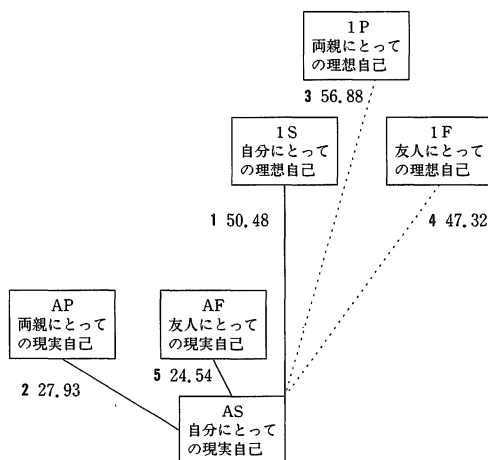 1P
両親にとって
の理想自己
3 56.88
1S
自分にとって
の理想自己
1F
友人にとって
の理想自己
1 50.48
4 47.32
AP
両親にとって
の現実自己
AF
友人にとって
の現実自己
5 24.54
2 27.93
AS
自分にとって
の現実自己